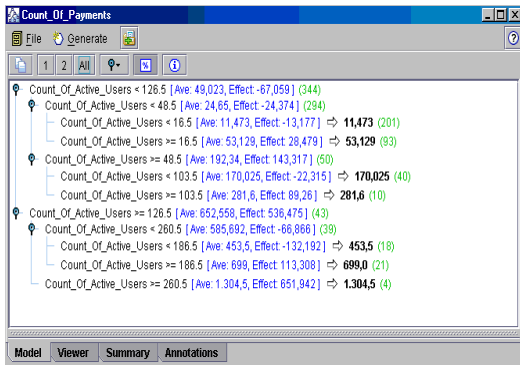 Count_Of_Payments
File Generate
1 2 All %
Count_Of_Active_Users < 126.5 [Ave: 49,023, Effect: -67,059] (344)
Count_Of_Active_Users < 48.5 [Ave: 24,65, Effect: -24,374] (294)
Count_Of_Active_Users < 16.5 [Ave: 11,473, Effect: -13,177] ⇨ 11,473 (201)
Count_Of_Active_Users >= 16.5 [Ave: 53,129, Effect: 28,479] ⇨ 53,129 (93)
Count_Of_Active_Users >= 48.5 [Ave: 192,34, Effect: 143,317] (50)
Count_Of_Active_Users < 103.5 [Ave: 170,025, Effect: -22,315] ⇨ 170,025 (40)
Count_Of_Active_Users >= 103.5 [Ave: 281,6, Effect: 89,26] ⇨ 281,6 (10)
Count_Of_Active_Users >= 126.5 [Ave: 652,558, Effect: 536,475] (43)
Count_Of_Active_Users < 260.5 [Ave: 585,692, Effect: -66,866] (39)
Count_Of_Active_Users < 186.5 [Ave: 453,5, Effect: -132,192] ⇨ 453,5 (18)
Count_Of_Active_Users >= 186.5 [Ave: 699, Effect: 113,308] ⇨ 699,0 (21)
Count_Of_Active_Users >= 260.5 [Ave: 1.304,5, Effect: 651,942] ⇨ 1.304,5 (4)
Model Viewer Summary Annotations